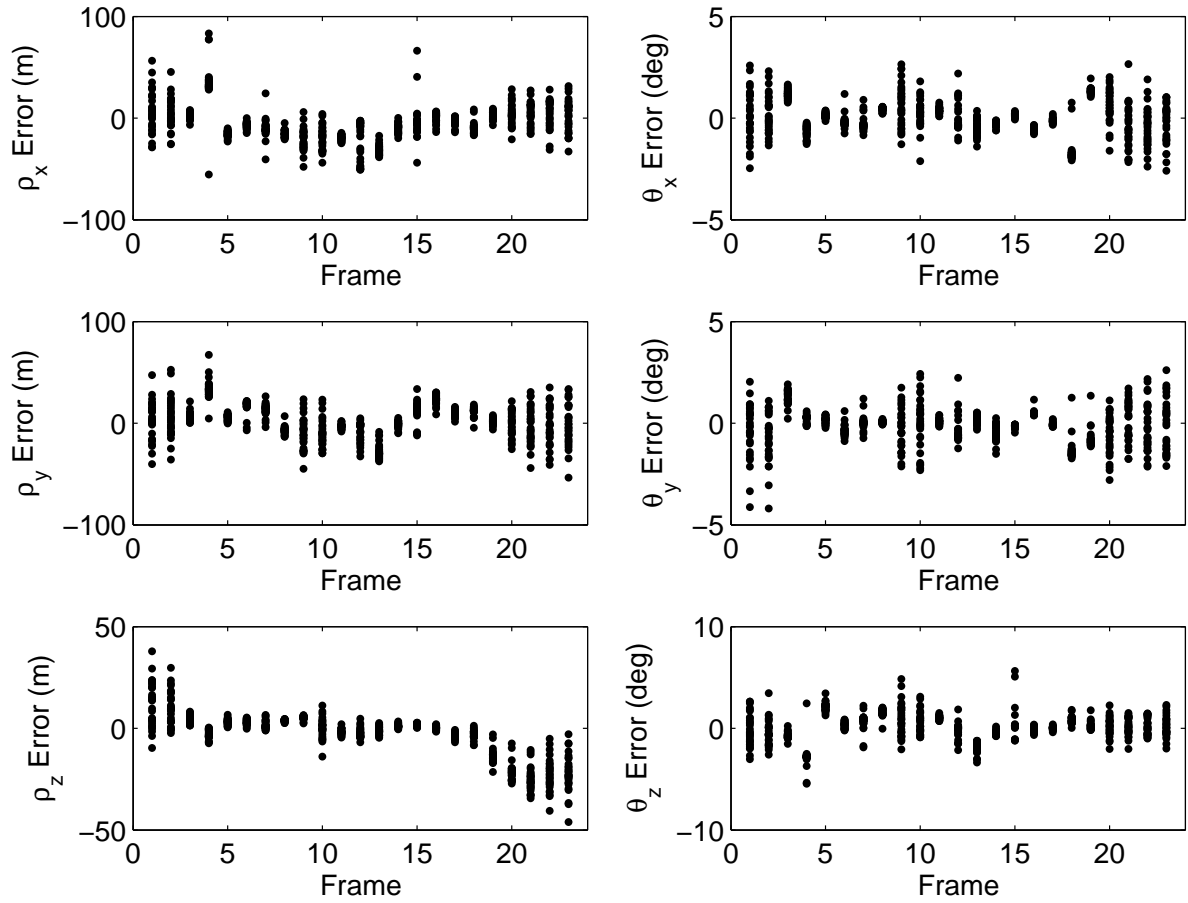 100
0
−100
ρx Error (m)
0 5 10 15 20
Frame
5
0
−5
θx Error (deg)
0 5 10 15 20
Frame
100
0
−100
ρy Error (m)
0 5 10 15 20
Frame
5
0
−5
θy Error (deg)
0 5 10 15 20
Frame
50
0
−50
ρz Error (m)
0 5 10 15 20
Frame
10
0
−10
θz Error (deg)
0 5 10 15 20
Frame